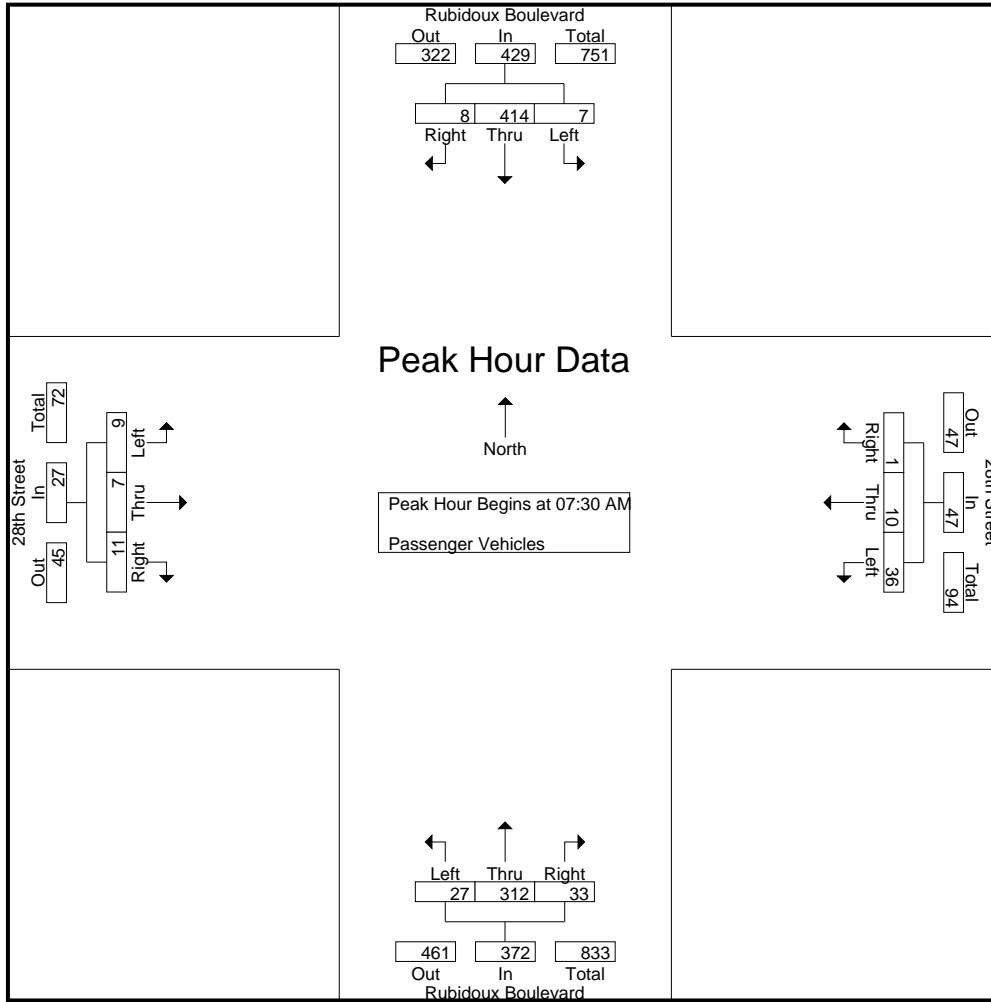 Rubidoux Boulevard
Out In Total
322 429 751
8 414 7
Right Thru Left
Peak Hour Data
North
Peak Hour Begins at 07:30 AM
Passenger Vehicles
28th Street
Total In Out
72 27 45
9 7 11
Left Thru Right
28th Street
Out In Total
47 47 94
1 10 36
Right Thru Left
Left Thru Right
27 312 33
461 372 833
Out In Total
Rubidoux Boulevard